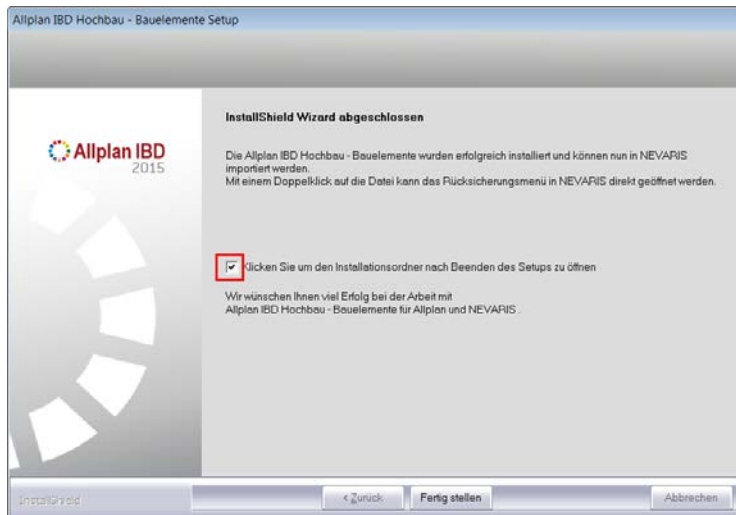 Allplan IBD Hochbau - Bauelemente Setup
InstallShield Wizard abgeschlossen
Allplan IBD
2015
Die Allplan IBD Hochbau - Bauelemente wurden erfolgreich installiert und können nun in NEVARIS
importiert werden.
Mit einem Doppelklick auf die Datei kann das Rücksicherungsmenü in NEVARIS direkt geöffnet werden.
Klicken Sie um den Installationsordner nach Beenden des Setups zu öffnen
Wir wünschen Ihnen viel Erfolg bei der Arbeit mit
Allplan IBD Hochbau - Bauelemente für Allplan und NEVARIS .
InstallShield
< Zurück
Fertig stellen
Abbrechen